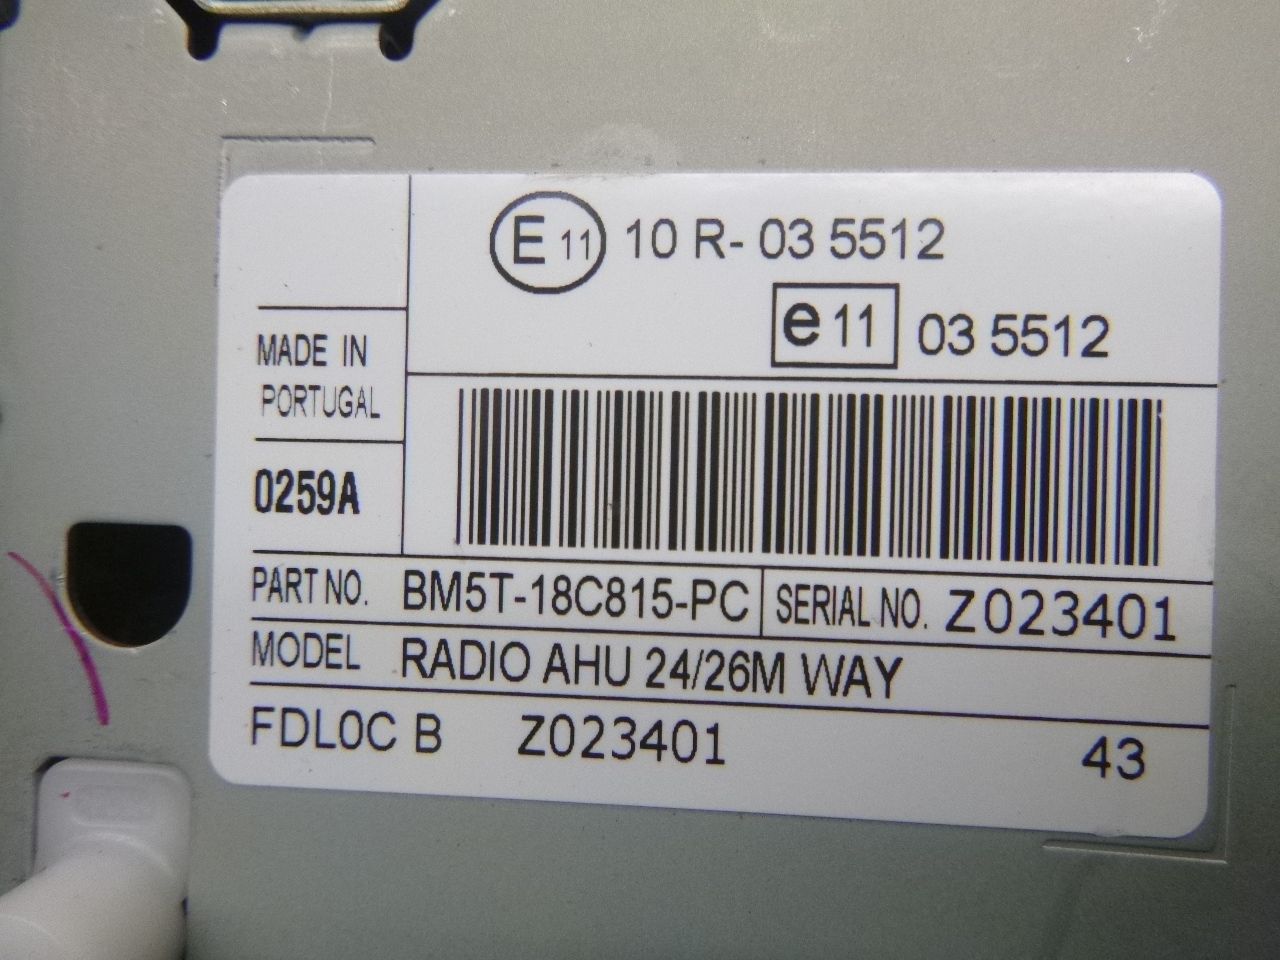 E 11 10 R- 03 5512
e 11 03 5512
MADE IN
PORTUGAL
0259A
PART NO. BM5T-18C815-PC SERIAL NO. Z023401
MODEL RADIO AHU 24/26M WAY
FDLOC B Z023401 43